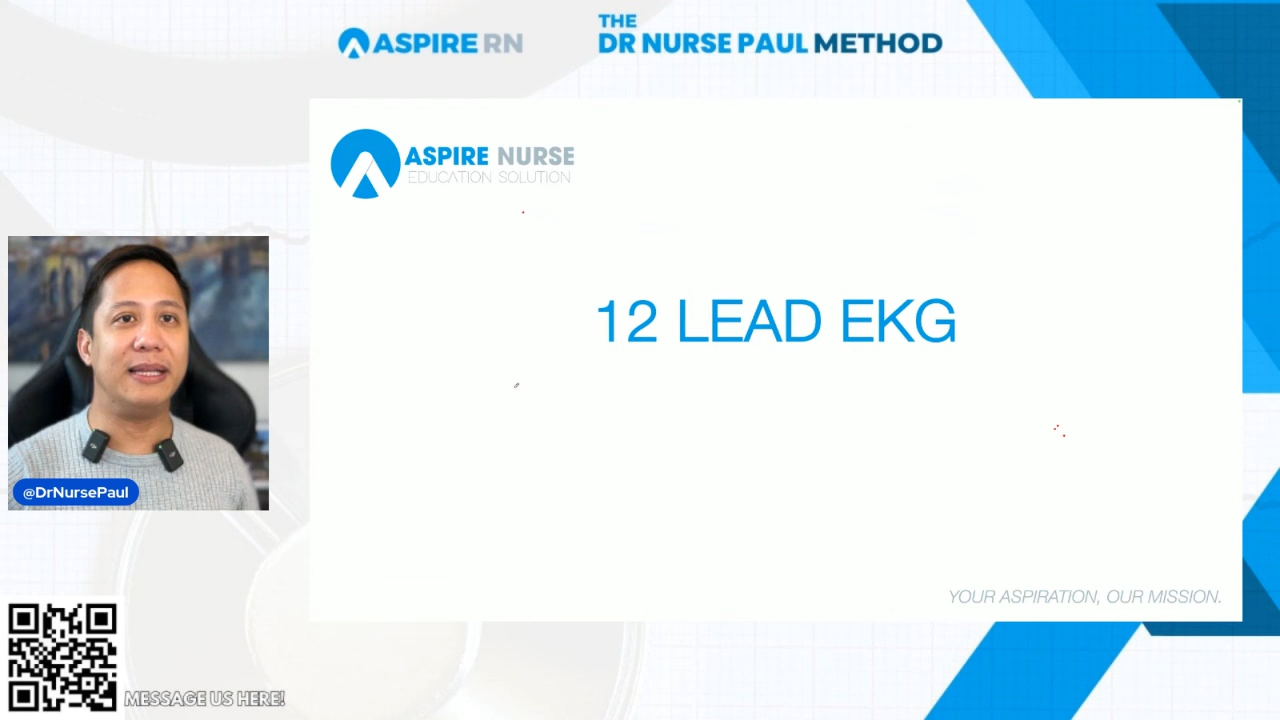 ASPIRE RN
THE
DR NURSE PAUL METHOD
ASPIRE NURSE
EDUCATION SOLUTION
12 LEAD EKG
@DrNursePaul
YOUR ASPIRATION, OUR MISSION.
MESSAGE US HERE!